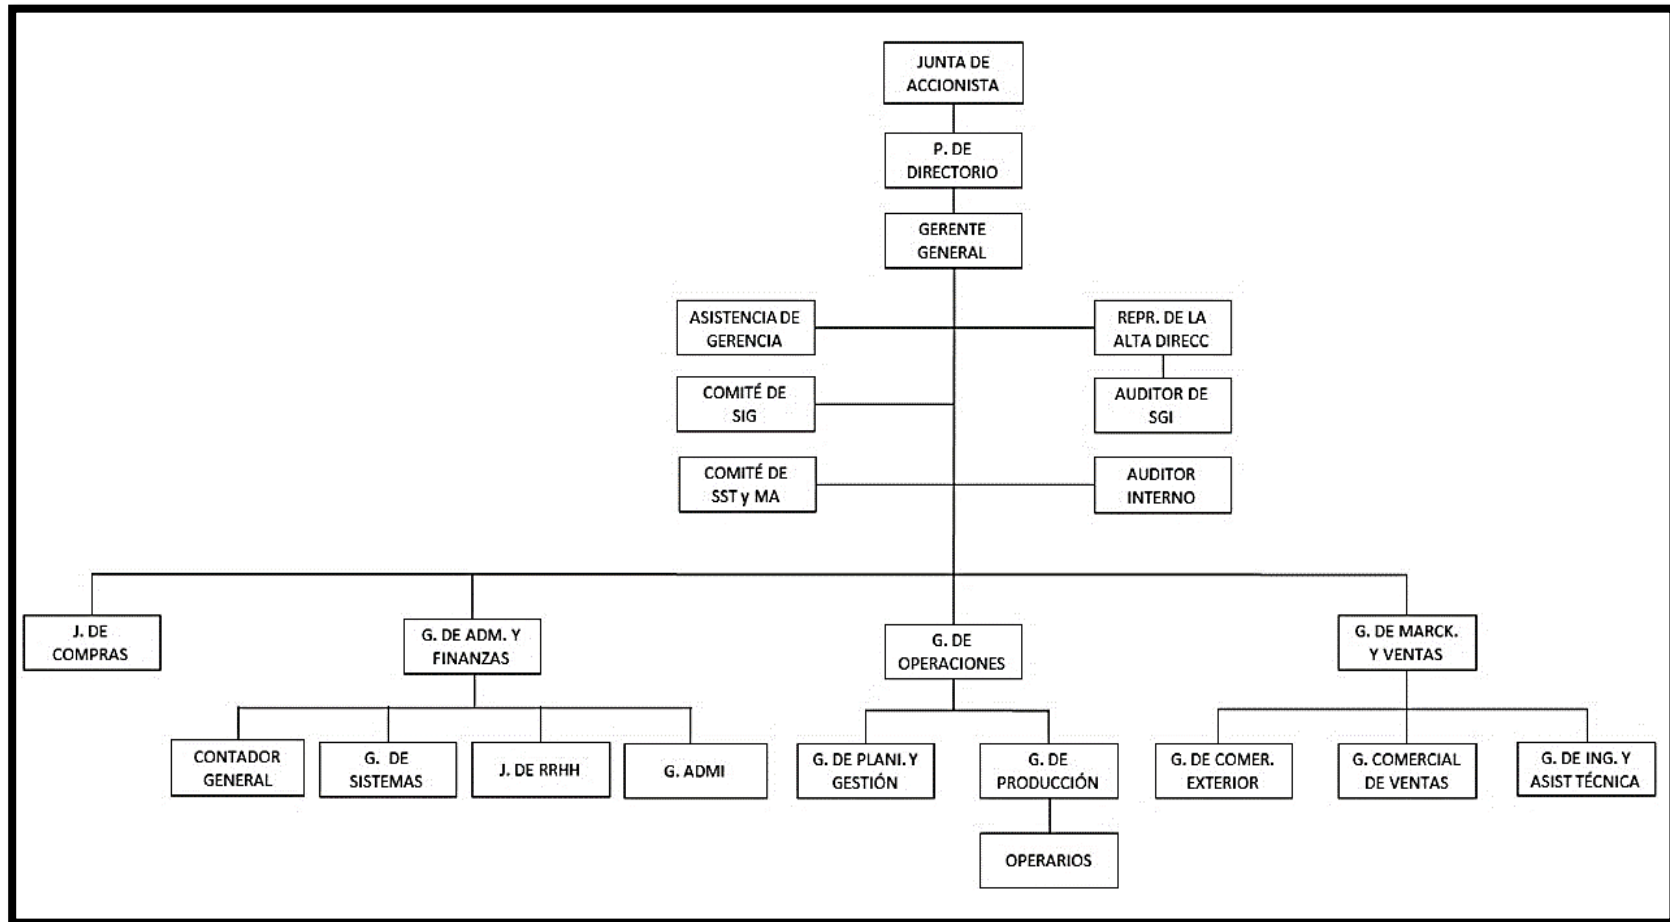 JUNTA DE
ACCIONISTA
P. DE
DIRECTORIO
GERENTE
GENERAL
ASISTENCIA DE
GERENCIA
REPR. DE LA
ALTA DIRECC
COMITÉ DE
SIG
AUDITOR DE
SGI
COMITÉ DE
SST y MA
AUDITOR
INTERNO
J. DE
COMPRAS
G. DE ADM. Y
FINANZAS
G. DE
OPERACIONES
G. DE MARCK.
Y VENTAS
CONTADOR
GENERAL
G. DE
SISTEMAS
J. DE RRHH
G. ADMI
G. DE PLANI. Y
GESTIÓN
G. DE
PRODUCCIÓN
G. DE COMER.
EXTERIOR
G. COMERCIAL
DE VENTAS
G. DE ING. Y
ASIST TÉCNICA
OPERARIOS